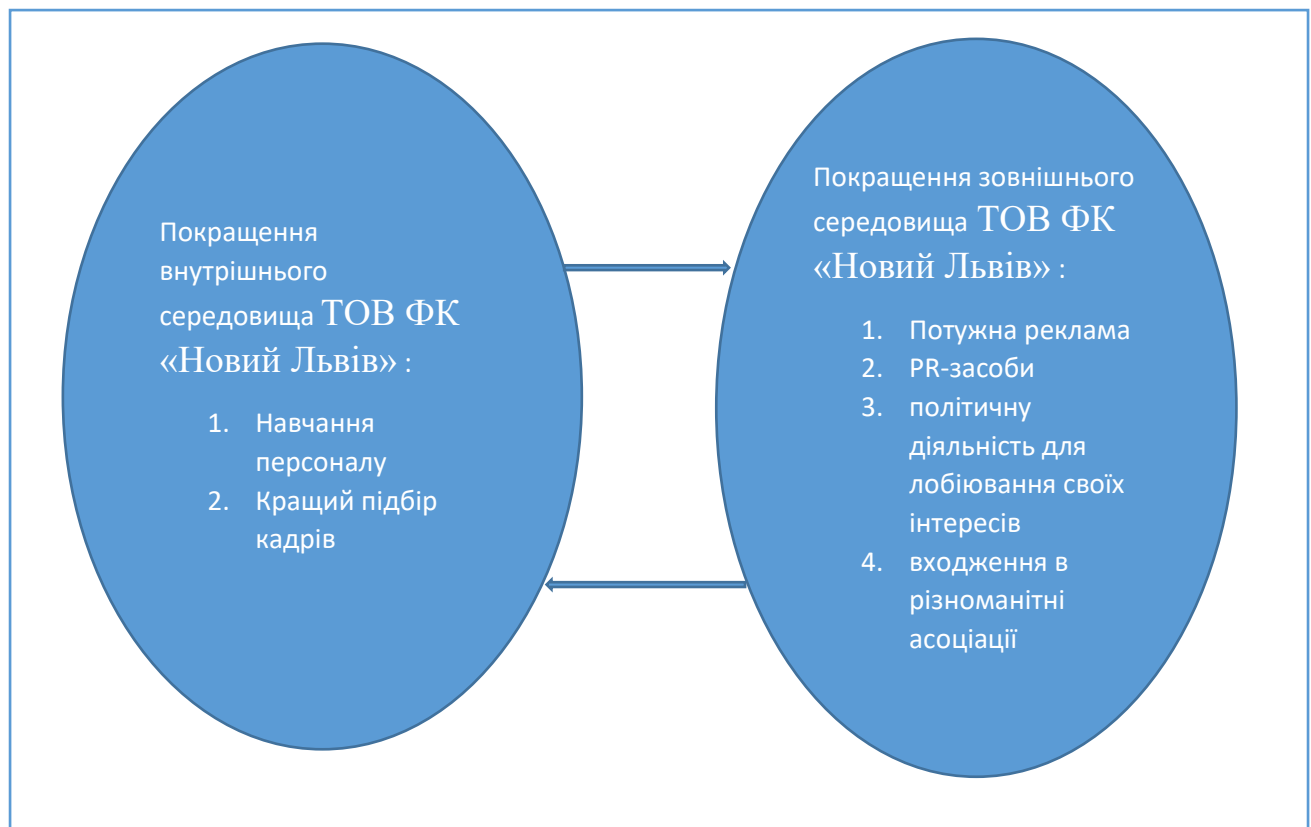 Покращення
внутрішнього
середовища ТОВ ФК
«Новий Львів» :
1. Навчання
персоналу
2. Кращий підбір
кадрів
Покращення зовнішнього
середовища ТОВ ФК
«Новий Львів» :
1. Потужна реклама
2. PR-засоби
3. політичну
діяльність для
лобіювання своїх
інтересів
4. входження в
різноманітні
асоціації